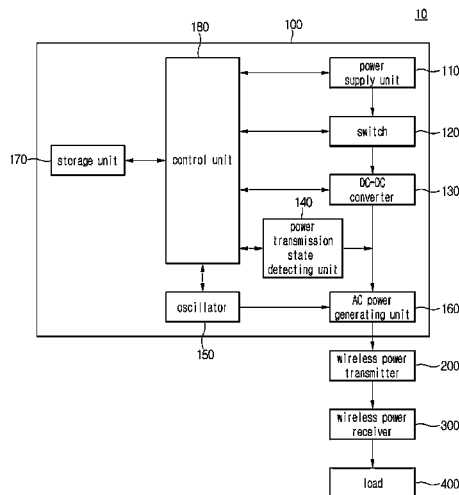 10
100
180
power
supply unit
110
switch
120
170
storage unit
control unit
DC-DC
converter
130
140
power
transmission
state
detecting unit
oscillator
150
AC power
generating unit
160
wireless power
transmitter
200
wireless power
receiver
300
load
400